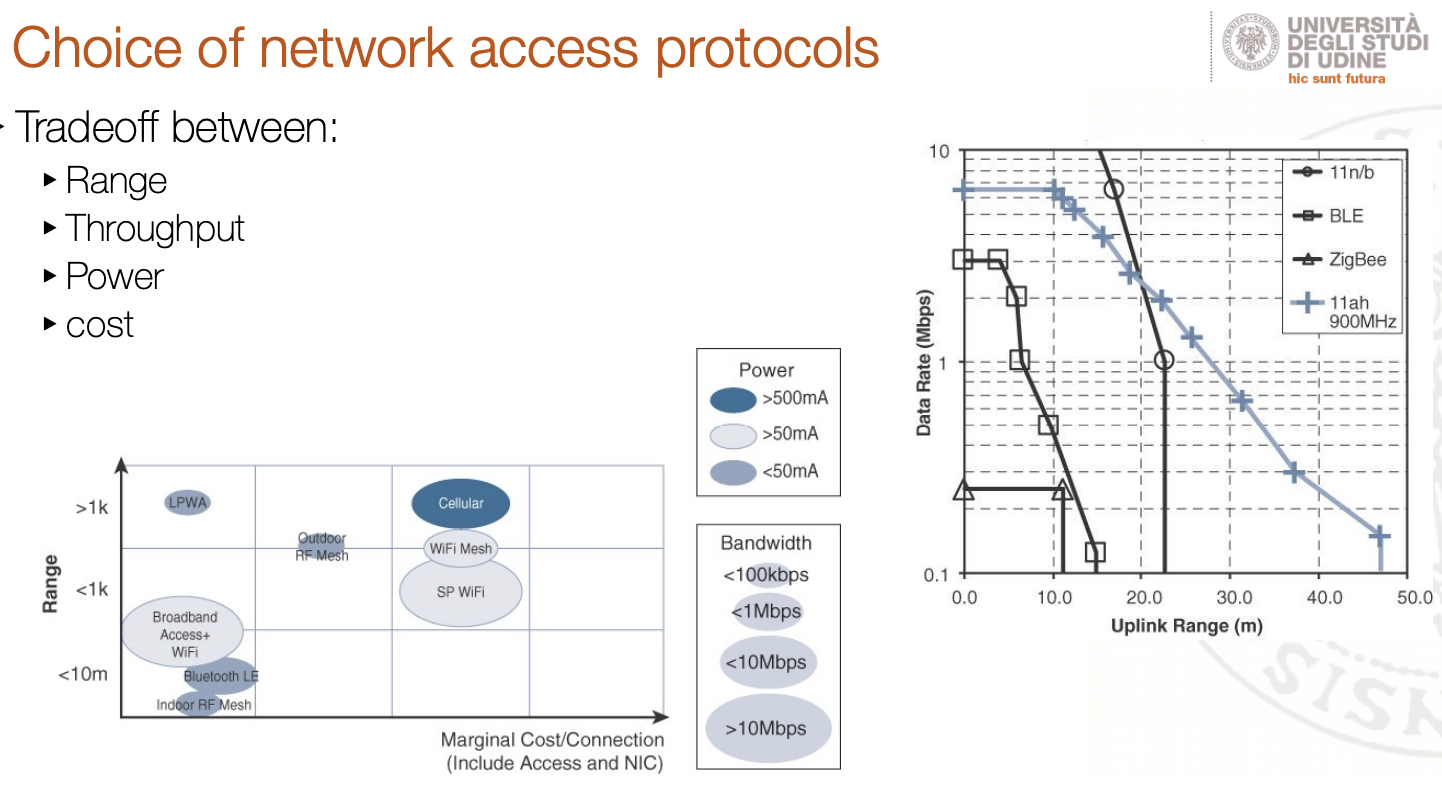 Choice of network access protocols
UNIVERSITÀ
DEGLI STUDI
DI UDINE
hic sunt futura
Tradeoff between:
▸ Range
▸ Throughput
▸ Power
▸ cost
Power
>500mA
>50mA
<50mA
Bandwidth
<100kbps
<1Mbps
<10Mbps
>10Mbps
Range
>1k
<1k
<10m
LPWA
Outdoor
RF Mesh
Cellular
WiFi Mesh
SP WiFi
Broadband
Access+
WiFi
Bluetooth LE
Indoor RF Mesh
Marginal Cost/Connection
(Include Access and NIC)
Data Rate (Mbps)
10
1
0.1
11n/b
BLE
ZigBee
11ah
900MHz
0.0 10.0 20.0 30.0 40.0 50.0
Uplink Range (m)